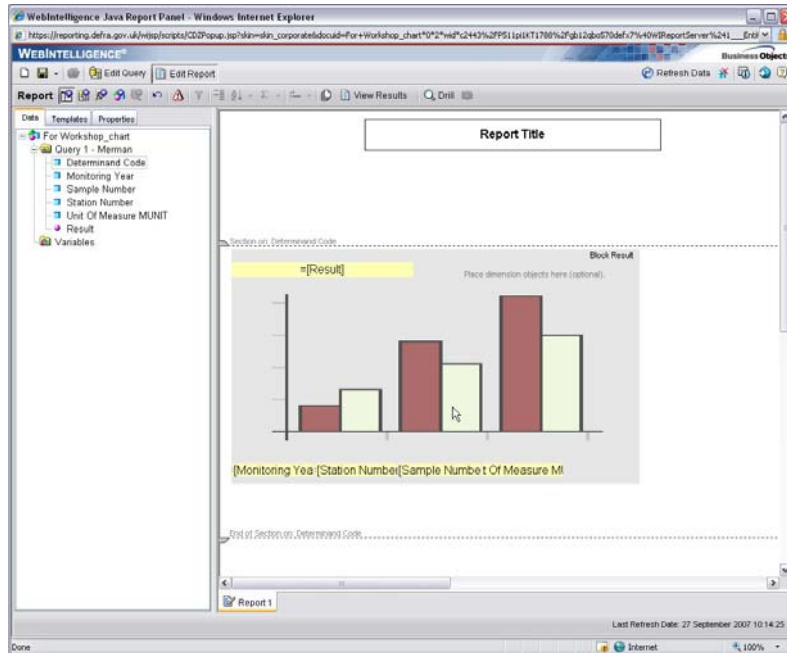 WebIntelligence Java Report Panel - Windows Internet Explorer
WEBINTELLIGENCE®
Business Objects
Edit Query
Edit Report
Refresh Data
Report
View Results
Drill
Data
Templates
Properties
For Workshop_chart
Query 1 - Merman
Determinand Code
Monitoring Year
Sample Number
Station Number
Unit Of Measure MUNIT
Result
Variables
Report Title
Section on: Determinand Code
Block Result
=[Result]
Place dimension objects here (optional).
[Monitoring Yea [Station Number [Sample Numbe t Of Measure MU
End of Section on: Determinand Code
Report 1
Last Refresh Date: 27 September 2007 10:14:25
Done
Internet
100%